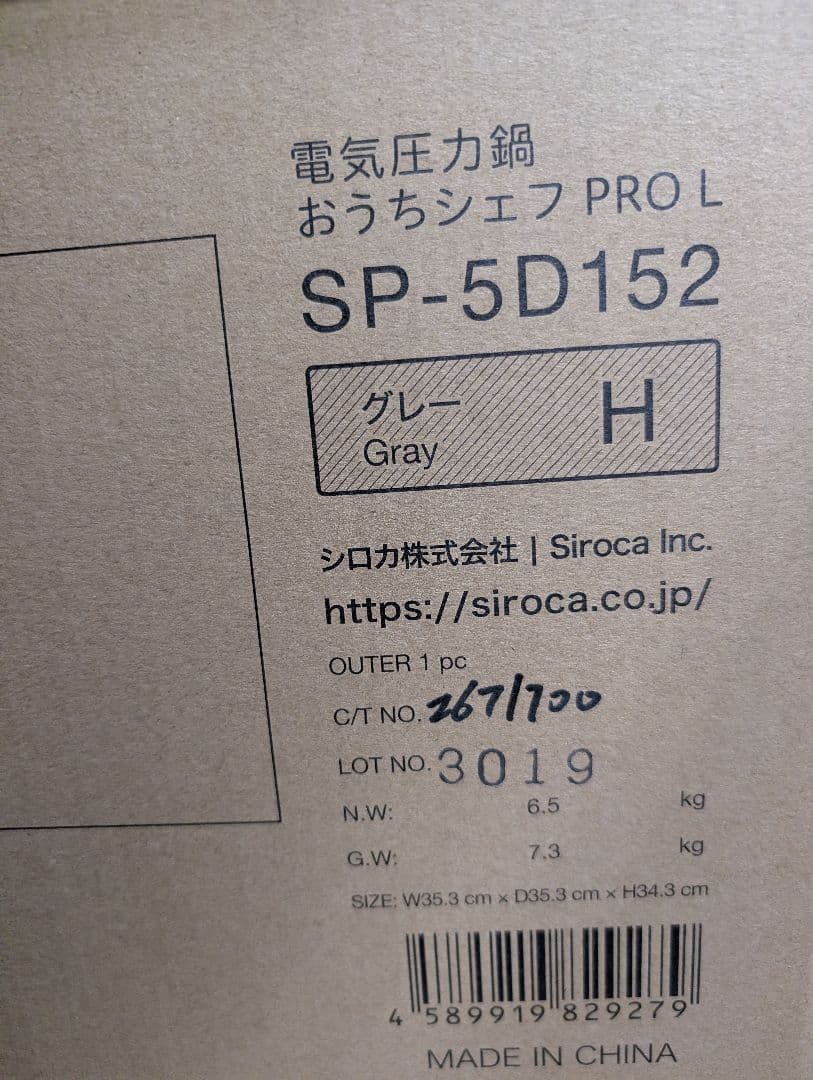 電気圧力鍋
おうちシェフ PRO L
SP-5D152
グレー
Gray
H
シロカ株式会社 | Siroca Inc.
https://siroca.co.jp/
OUTER 1 pc
C/T NO. 267/700
LOT NO. 3019
N.W: 6.5 kg
G.W: 7.3 kg
SIZE: W35.3 cm × D35.3 cm × H34.3 cm
4 589919 829279
MADE IN CHINA